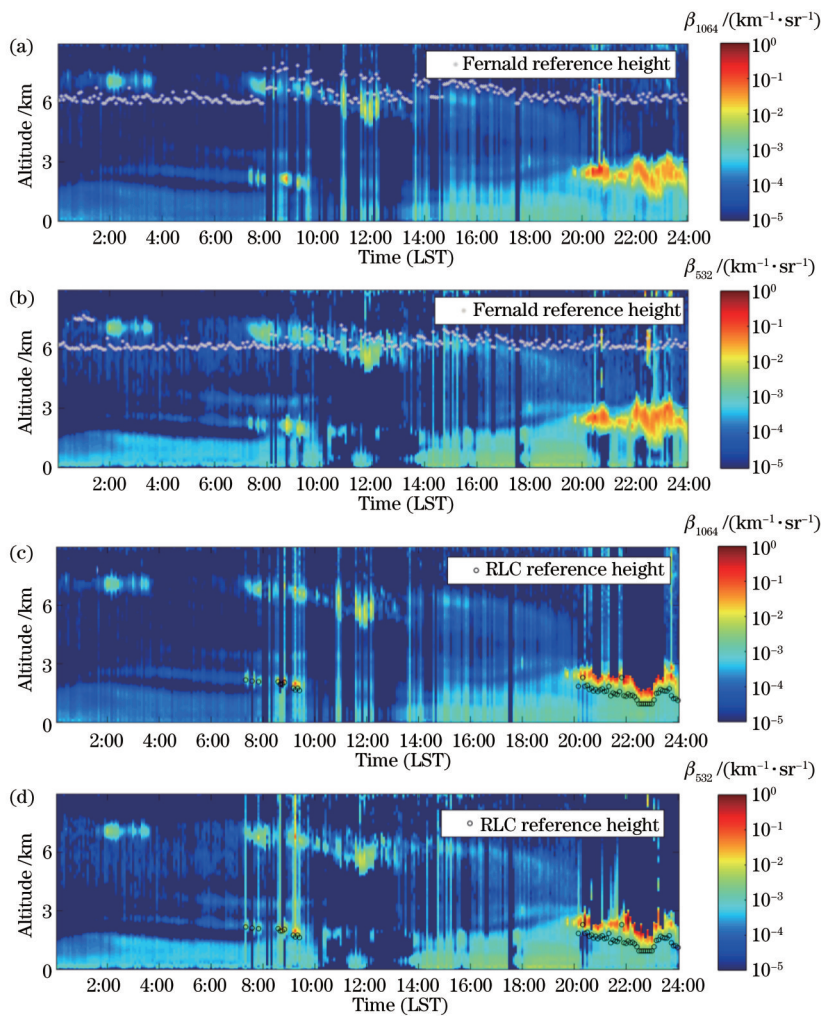 (a)
β1064 /(km⁻¹·sr⁻¹)
Fernald reference height
Altitude /km
6
3
0
10⁰
10⁻¹
10⁻²
10⁻³
10⁻⁴
10⁻⁵
2:00 4:00 6:00 8:00 10:00 12:00 14:00 16:00 18:00 20:00 22:00 24:00
Time (LST)
(b)
β532 /(km⁻¹·sr⁻¹)
Fernald reference height
Altitude /km
6
3
0
10⁰
10⁻¹
10⁻²
10⁻³
10⁻⁴
10⁻⁵
2:00 4:00 6:00 8:00 10:00 12:00 14:00 16:00 18:00 20:00 22:00 24:00
Time (LST)
(c)
β1064 /(km⁻¹·sr⁻¹)
RLC reference height
Altitude /km
6
3
0
10⁰
10⁻¹
10⁻²
10⁻³
10⁻⁴
10⁻⁵
2:00 4:00 6:00 8:00 10:00 12:00 14:00 16:00 18:00 20:00 22:00 24:00
Time (LST)
(d)
β532 /(km⁻¹·sr⁻¹)
RLC reference height
Altitude /km
6
3
0
10⁰
10⁻¹
10⁻²
10⁻³
10⁻⁴
10⁻⁵
2:00 4:00 6:00 8:00 10:00 12:00 14:00 16:00 18:00 20:00 22:00 24:00
Time (LST)